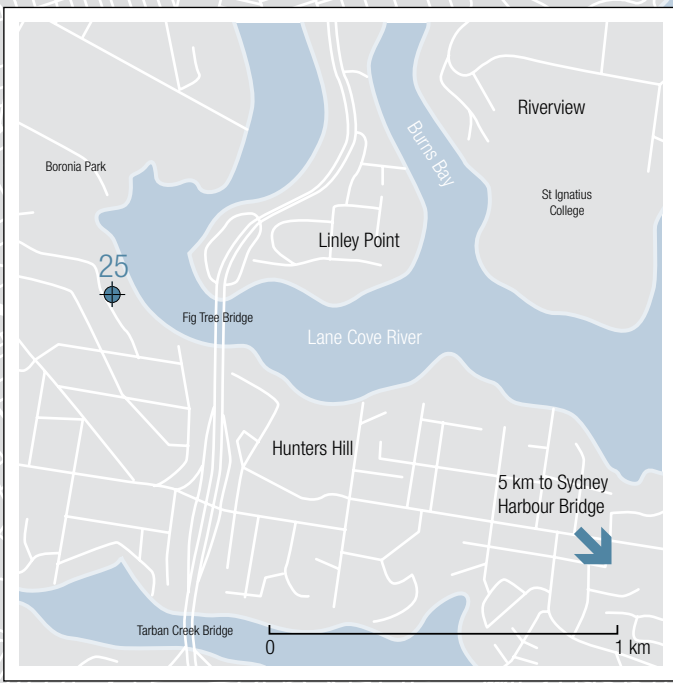 Riverview
Burns Bay
Boronia Park
St Ignatius
College
Linley Point
25
Fig Tree Bridge
Lane Cove River
Hunters Hill
5 km to Sydney
Harbour Bridge
Tarban Creek Bridge
0
1 km